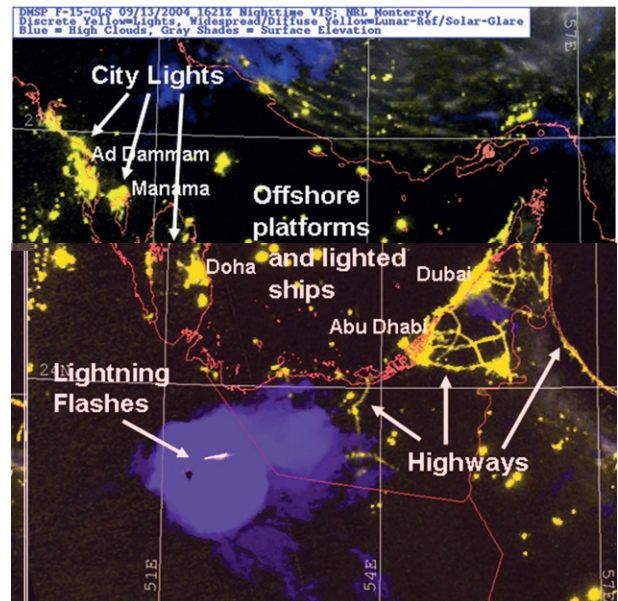 DMSP F-15-OLS 09/13/2004 1621Z Nighttime VIS: NRL Monterey
Discrete Yellow=Lights, Widespread/Diffuse Yellow=Lunar-Ref/Solar-Glare
Blue = High Clouds, Gray Shades = Surface Elevation
57E
City Lights
Ad Dammam
Manama
Offshore
platforms
and lighted
ships
Doha
Dubai
Abu Dhabi
24N
Lightning
Flashes
Highways
51E
54E
57E